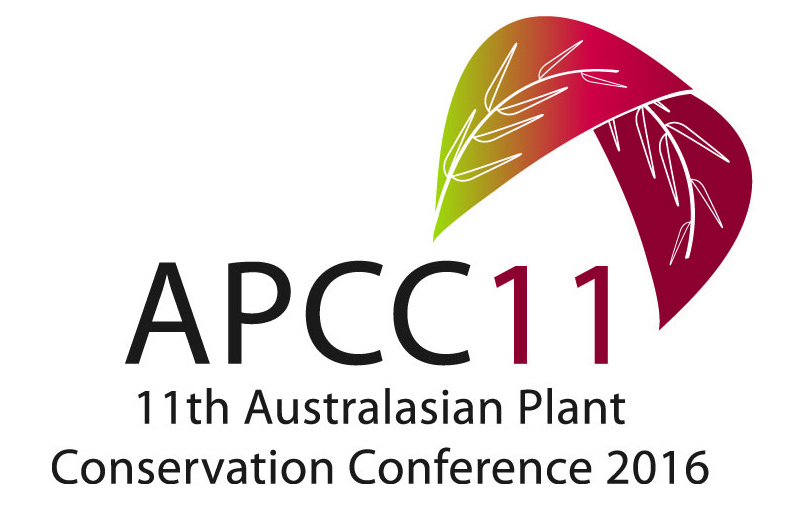 APCC11
11th Australasian Plant
Conservation Conference 2016